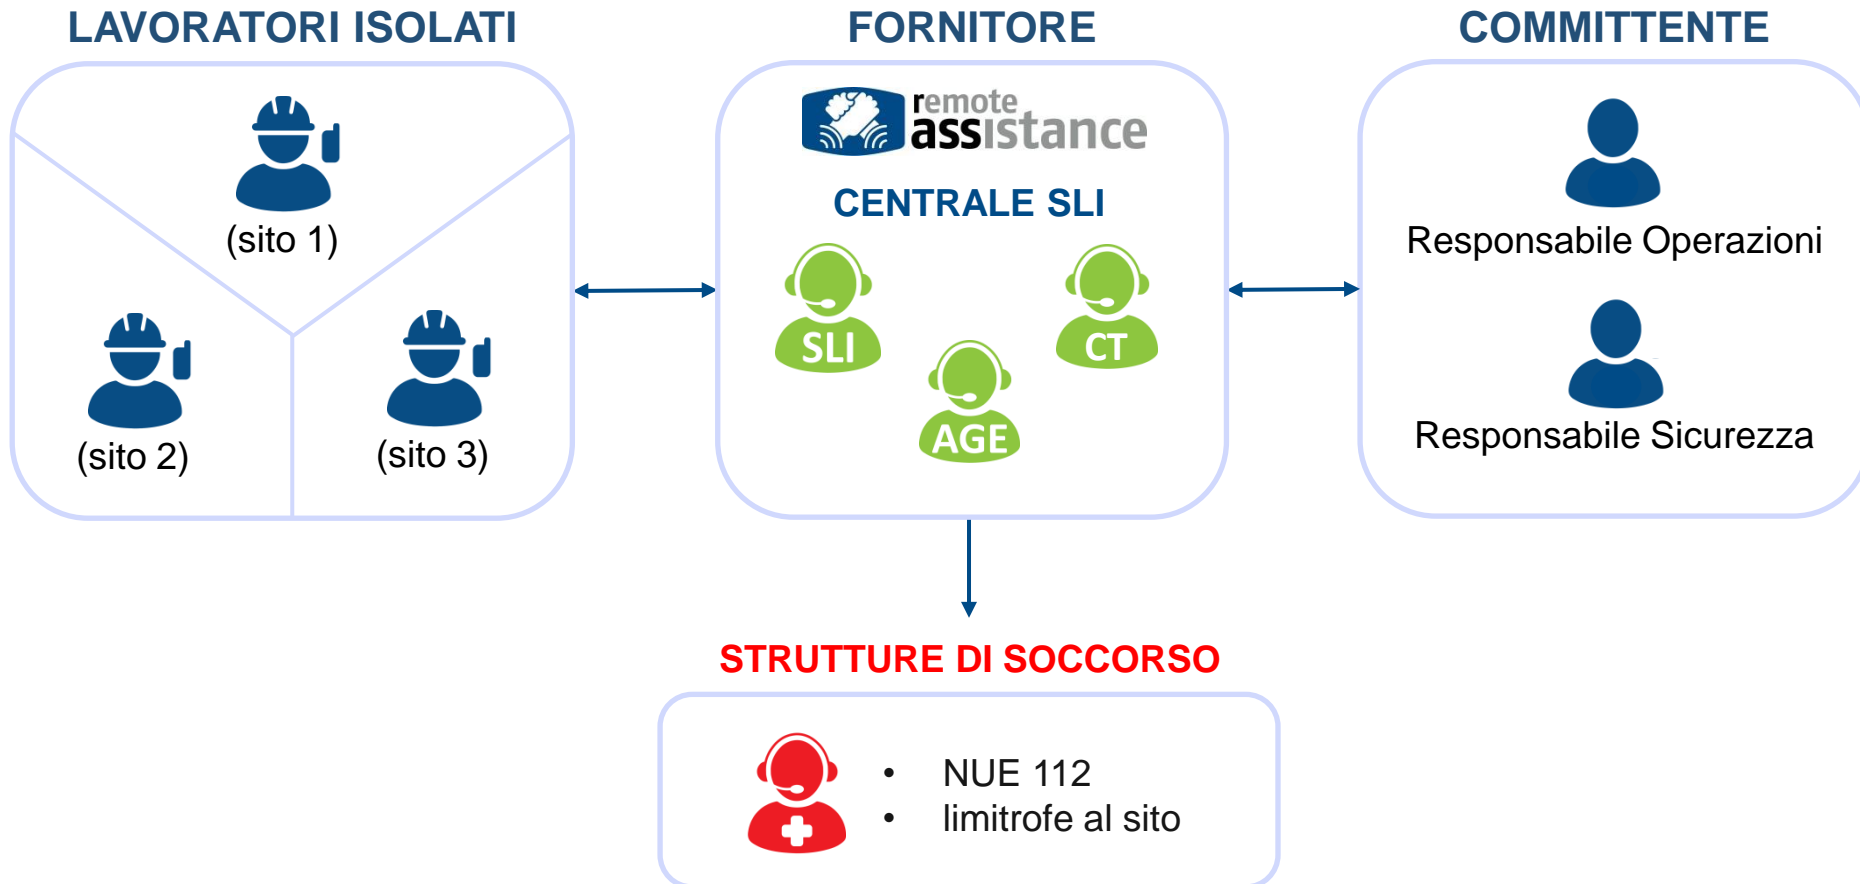 LAVORATORI ISOLATI
(sito 1)
(sito 2)
(sito 3)
FORNITORE
remote
assistance
CENTRALE SLI
SLI
CT
AGE
COMMITTENTE
Responsabile Operazioni
Responsabile Sicurezza
STRUTTURE DI SOCCORSO
• NUE 112
• limitrofe al sito